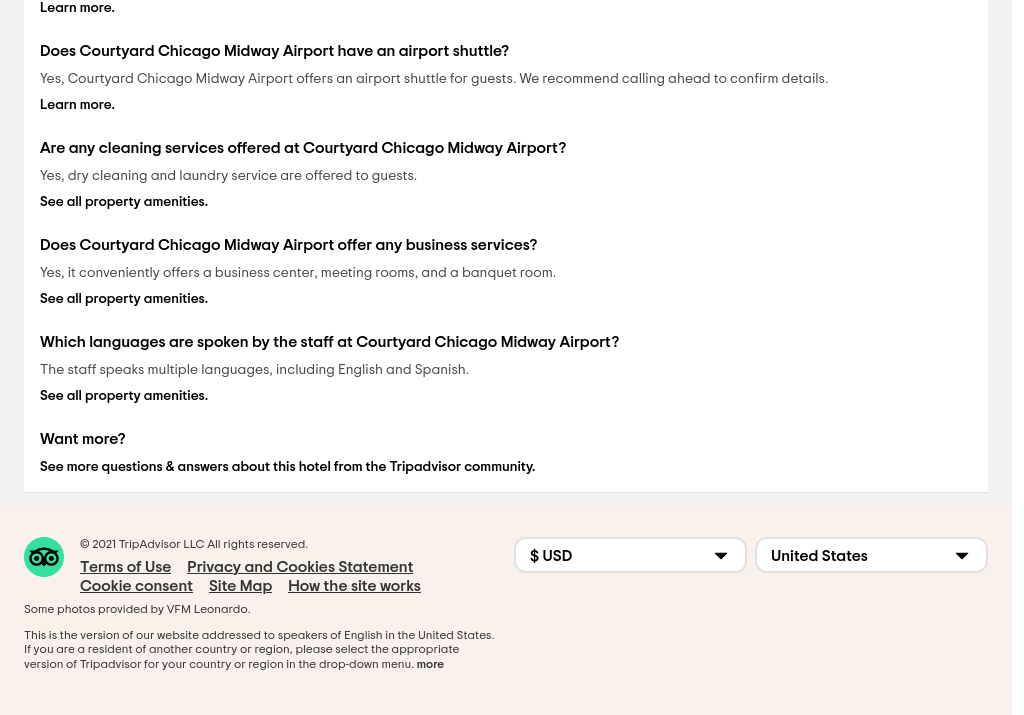 Learn more.
Does Courtyard Chicago Midway Airport have an airport shuttle?
Yes, Courtyard Chicago Midway Airport offers an airport shuttle for guests. We recommend calling ahead to confirm details.
Learn more.
Are any cleaning services offered at Courtyard Chicago Midway Airport?
Yes, dry cleaning and laundry service are offered to guests.
See all property amenities.
Does Courtyard Chicago Midway Airport offer any business services?
Yes, it conveniently offers a business center, meeting rooms, and a banquet room.
See all property amenities.
Which languages are spoken by the staff at Courtyard Chicago Midway Airport?
The staff speaks multiple languages, including English and Spanish.
See all property amenities.
Want more?
See more questions & answers about this hotel from the Tripadvisor community.
© 2021 TripAdvisor LLC All rights reserved.
Terms of Use Privacy and Cookies Statement
Cookie consent Site Map How the site works
$ USD
United States
Some photos provided by VFM Leonardo.
This is the version of our website addressed to speakers of English in the United States.
If you are a resident of another country or region, please select the appropriate
version of Tripadvisor for your country or region in the drop-down menu. more